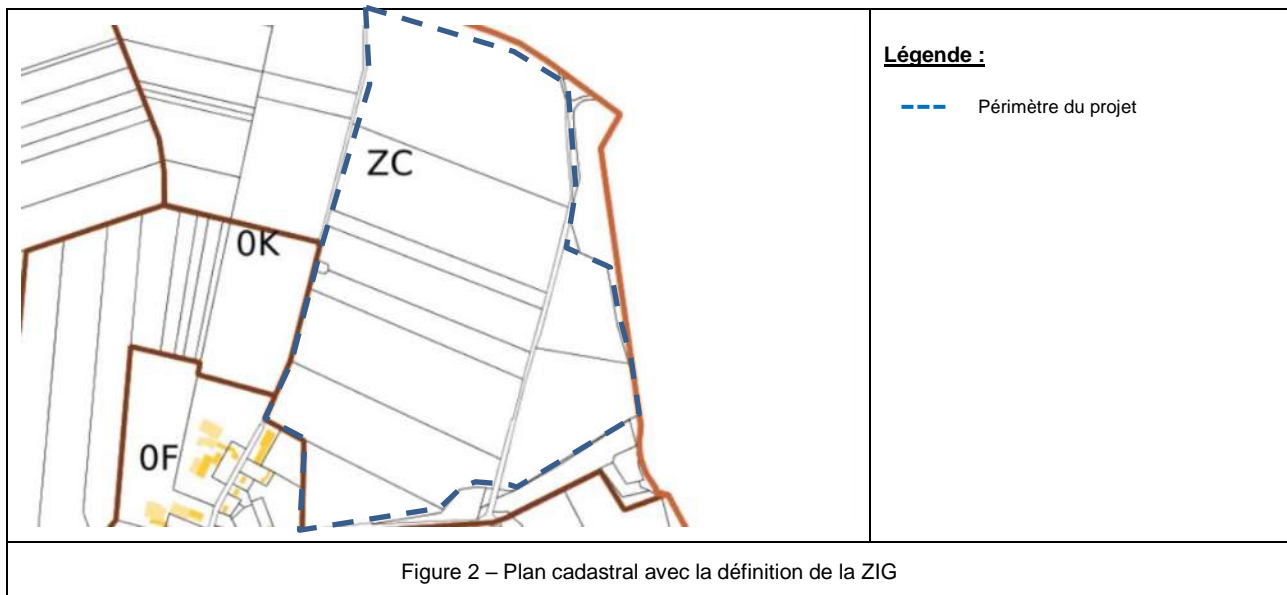 ZC
0K
0F
Légende :
Périmètre du projet
Figure 2 – Plan cadastral avec la définition de la ZIG